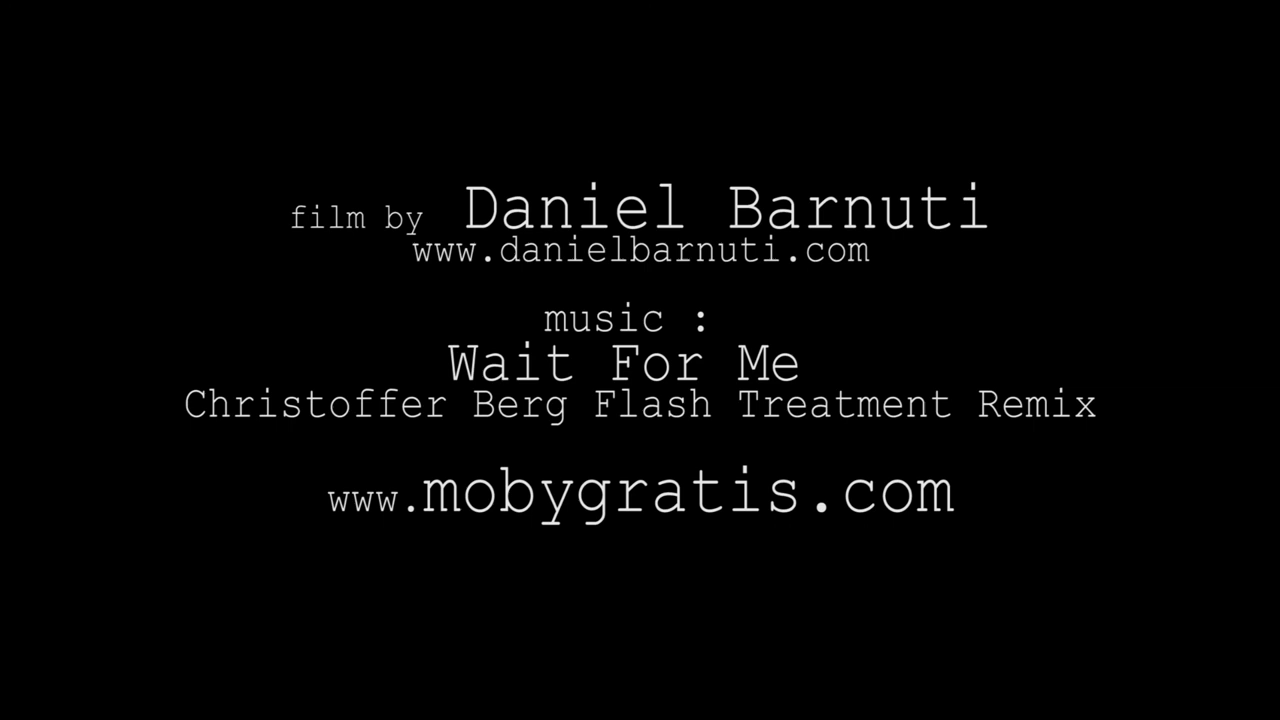 film by Daniel Barnuti
www.danielbarnuti.com
music :
Wait For Me
Christoffer Berg Flash Treatment Remix
www.mobygratis.com